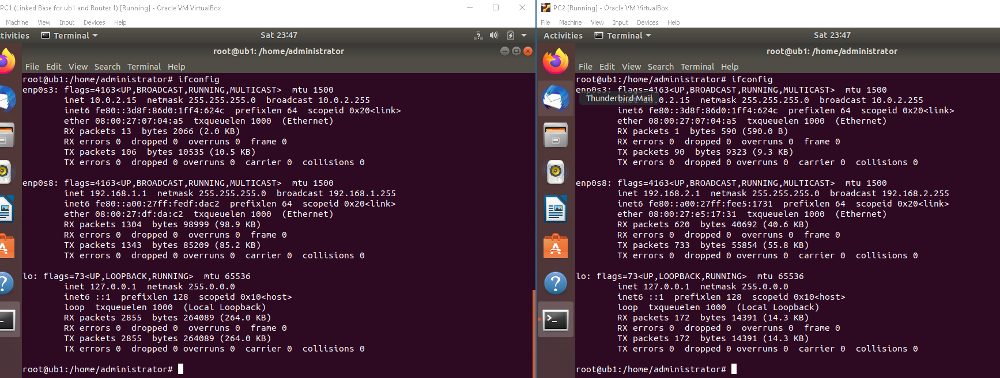 PC1 (Linked Base for ub1 and Router 1) [Running] - Oracle VM VirtualBox
Machine View Input Devices Help
tivities Terminal Sat 23:47
root@ub1: /home/administrator
File Edit View Search Terminal Help
root@ub1:/home/administrator# ifconfig
enp0s3: flags=4163<UP,BROADCAST,RUNNING,MULTICAST>  mtu 1500
inet 10.0.2.15  netmask 255.255.255.0  broadcast 10.0.2.255
inet6 fe80::3d8f:86d0:1ff4:624c  prefixlen 64  scopeid 0x20<link>
ether 08:00:27:07:04:a5  txqueuelen 1000  (Ethernet)
RX packets 13  bytes 2066 (2.0 KB)
RX errors 0  dropped 0  overruns 0  frame 0
TX packets 106  bytes 10535 (10.5 KB)
TX errors 0  dropped 0 overruns 0  carrier 0  collisions 0
enp0s8: flags=4163<UP,BROADCAST,RUNNING,MULTICAST>  mtu 1500
inet 192.168.1.1  netmask 255.255.255.0  broadcast 192.168.1.255
inet6 fe80::a00:27ff:fedf:dac2  prefixlen 64  scopeid 0x20<link>
ether 08:00:27:df:da:c2  txqueuelen 1000  (Ethernet)
RX packets 1304  bytes 98999 (98.9 KB)
RX errors 0  dropped 0  overruns 0  frame 0
TX packets 1343  bytes 85209 (85.2 KB)
TX errors 0  dropped 0 overruns 0  carrier 0  collisions 0
lo: flags=73<UP,LOOPBACK,RUNNING>  mtu 65536
inet 127.0.0.1  netmask 255.0.0.0
inet6 ::1  prefixlen 128  scopeid 0x10<host>
loop  txqueuelen 1000  (Local Loopback)
RX packets 2855  bytes 264089 (264.0 KB)
RX errors 0  dropped 0  overruns 0  frame 0
TX packets 2855  bytes 264089 (264.0 KB)
TX errors 0  dropped 0 overruns 0  carrier 0  collisions 0
root@ub1:/home/administrator#
PC2 [Running] - Oracle VM VirtualBox
File Machine View Input Devices Help
Activities Terminal Sat 23:47
root@ub1: /home/administrator
File Edit View Search Terminal Help
root@ub1:/home/administrator# ifconfig
enp0s3: flags=4163<UP,BROADCAST,RUNNING,MULTICAST>  mtu 1500
Thunderbird Mail
.0.2.15  netmask 255.255.255.0  broadcast 10.0.2.255
inet6 fe80::3d8f:86d0:1ff4:624c  prefixlen 64  scopeid 0x20<link>
ether 08:00:27:07:04:a5  txqueuelen 1000  (Ethernet)
RX packets 1  bytes 590 (590.0 B)
RX errors 0  dropped 0  overruns 0  frame 0
TX packets 90  bytes 9323 (9.3 KB)
TX errors 0  dropped 0 overruns 0  carrier 0  collisions 0
enp0s8: flags=4163<UP,BROADCAST,RUNNING,MULTICAST>  mtu 1500
inet 192.168.2.1  netmask 255.255.255.0  broadcast 192.168.2.255
inet6 fe80::a00:27ff:fee5:1731  prefixlen 64  scopeid 0x20<link>
ether 08:00:27:e5:17:31  txqueuelen 1000  (Ethernet)
RX packets 620  bytes 40692 (40.6 KB)
RX errors 0  dropped 0  overruns 0  frame 0
TX packets 733  bytes 55854 (55.8 KB)
TX errors 0  dropped 0 overruns 0  carrier 0  collisions 0
lo: flags=73<UP,LOOPBACK,RUNNING>  mtu 65536
inet 127.0.0.1  netmask 255.0.0.0
inet6 ::1  prefixlen 128  scopeid 0x10<host>
loop  txqueuelen 1000  (Local Loopback)
RX packets 172  bytes 14391 (14.3 KB)
RX errors 0  dropped 0  overruns 0  frame 0
TX packets 172  bytes 14391 (14.3 KB)
TX errors 0  dropped 0 overruns 0  carrier 0  collisions 0
root@ub1:/home/administrator#